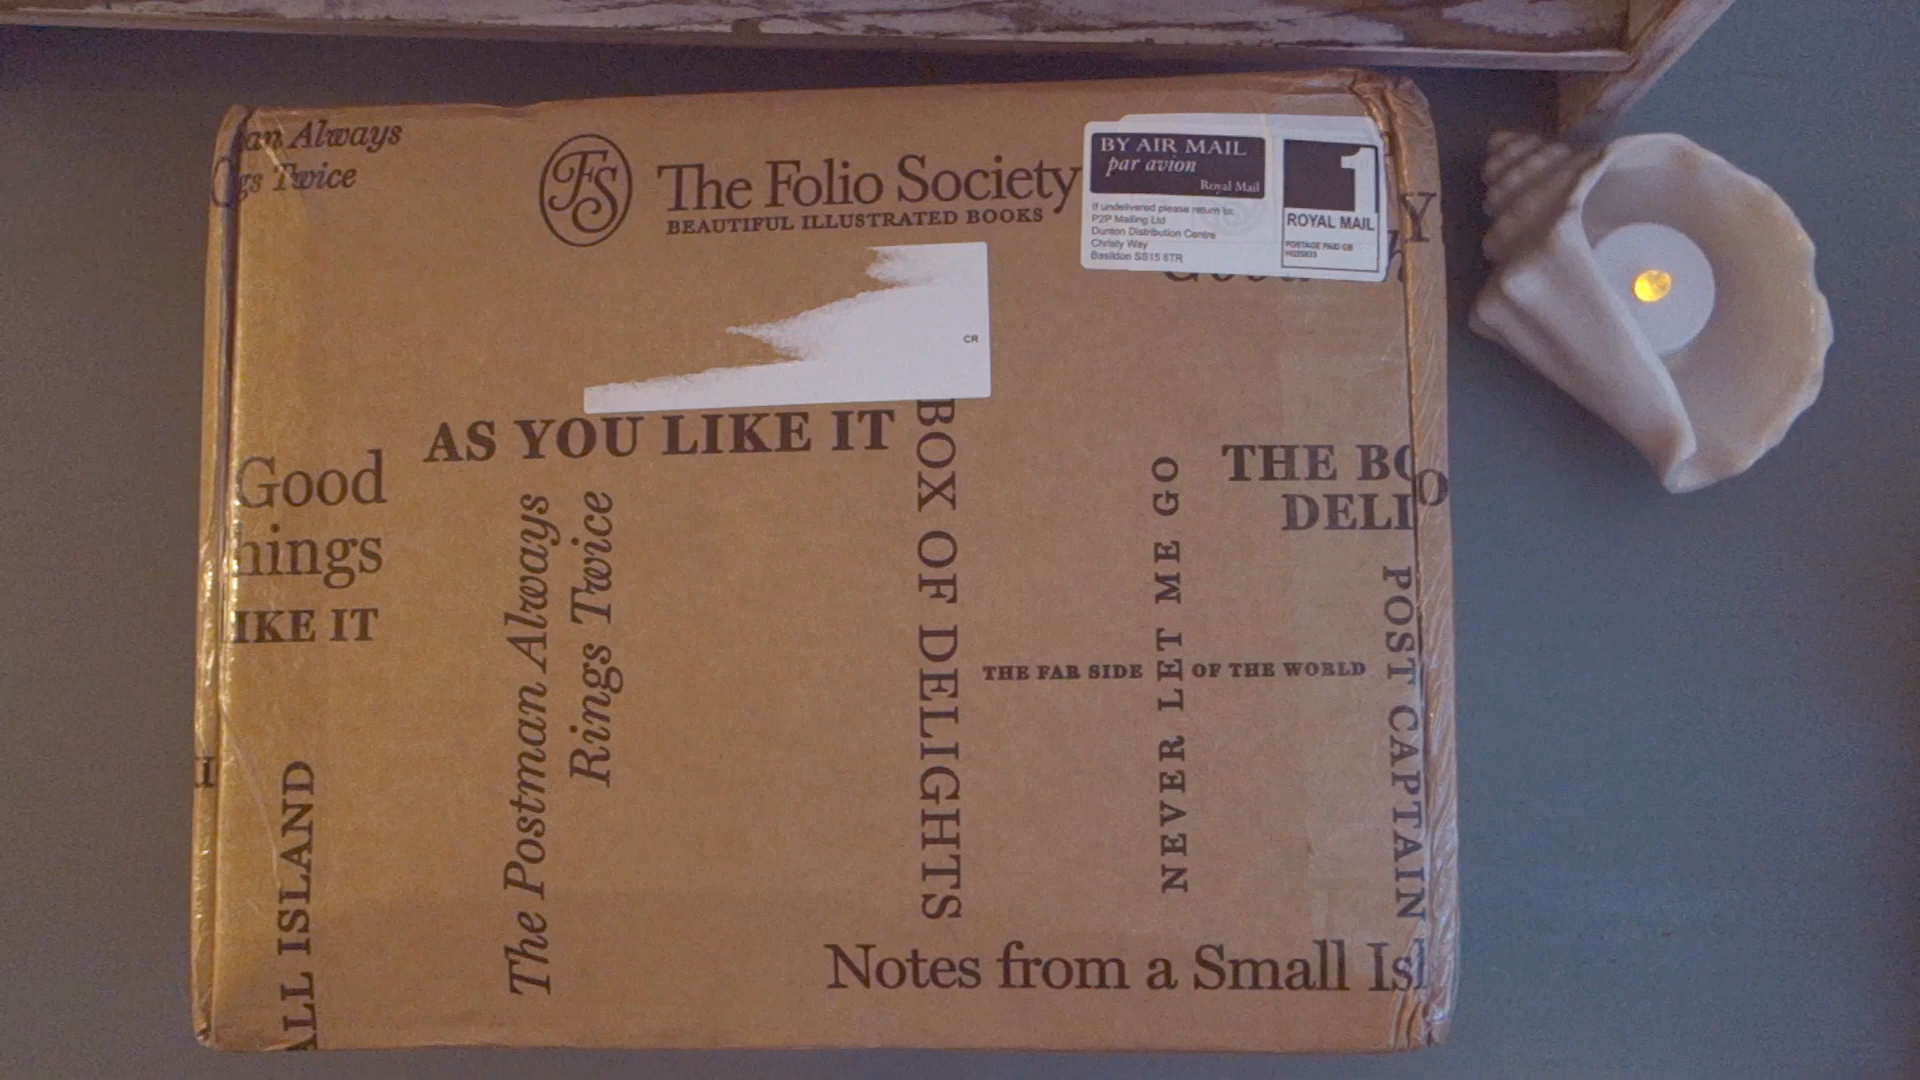 an Always
gs Twice
FS
The Folio Society
BEAUTIFUL ILLUSTRATED BOOKS
BY AIR MAIL
par avion
Royal Mail
If undelivered please return to:
P2P Mailing Ltd
Dunton Distribution Centre
Christy Way
Basildon SS15 6TR
1
ROYAL MAIL
POSTAGE PAID GB
Y
CR
AS YOU LIKE IT
Good
hings
IKE IT
ALL ISLAND
The Postman Always
Rings Twice
BOX OF DELIGHTS
THE FAR SIDE OF THE WORLD
NEVER LET ME GO
THE BO
DELI
POST CAPTAIN
Notes from a Small Isl